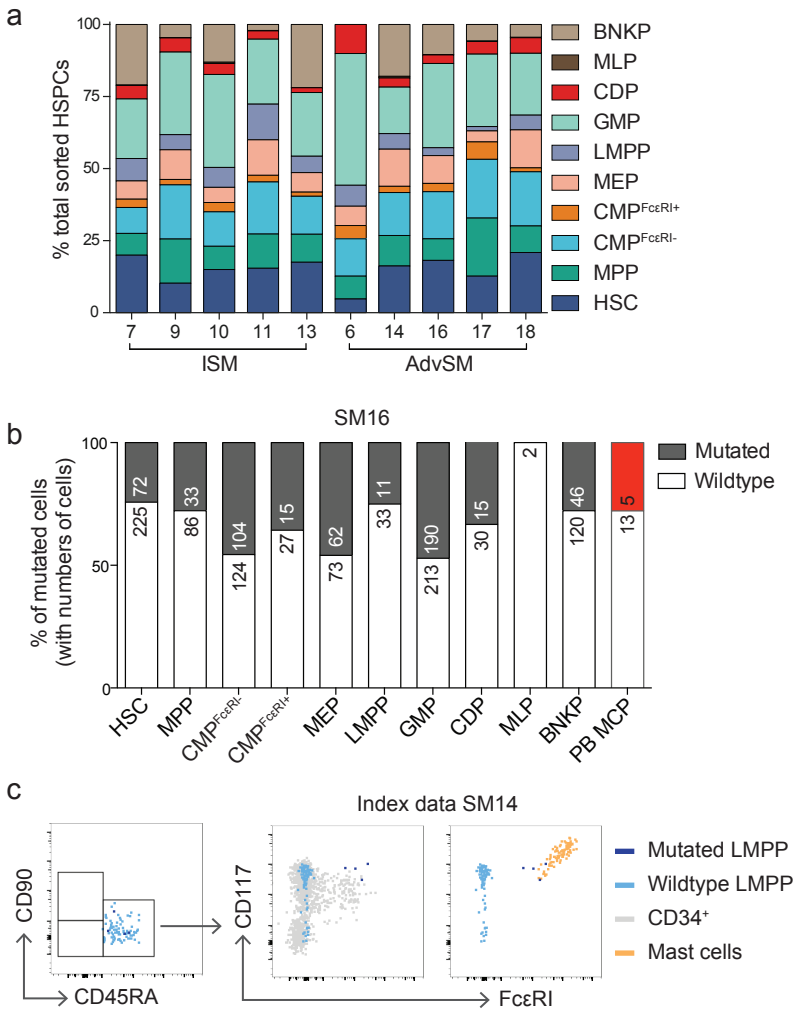 a
% total sorted HSPCs
100
75
50
25
0
7 9 10 11 13 6 14 16 17 18
ISM AdvSM
BNKP
MLP
CDP
GMP
LMPP
MEP
CMPFcεRI+
CMPFcεRI-
MPP
HSC
b
SM16
% of mutated cells
(with numbers of cells)
100
50
0
72 33 104 15 62 11 190 15 2 46 5
225 86 124 27 73 33 213 30 120 13
HSC MPP CMPFcεRI- CMPFcεRI+ MEP LMPP GMP CDP MLP BNKP PB MCP
Mutated
Wildtype
c
Index data SM14
CD90
CD45RA
CD117
FcεRI
Mutated LMPP
Wildtype LMPP
CD34+
Mast cells